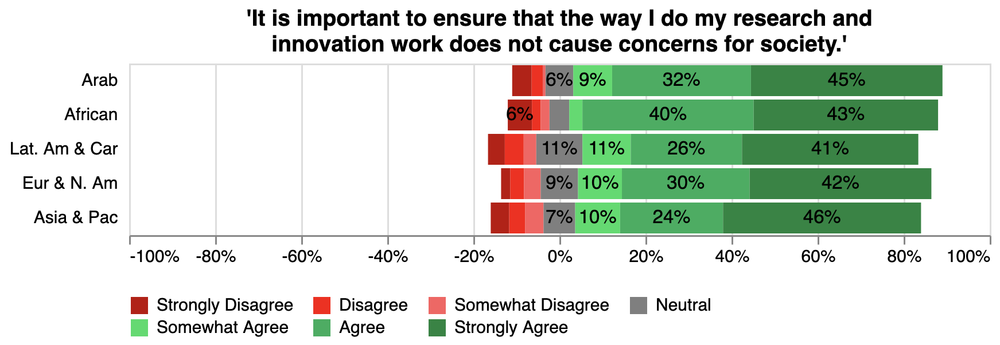 'It is important to ensure that the way I do my research and
innovation work does not cause concerns for society.'
Arab 6% 9% 32% 45%
African 6% 40% 43%
Lat. Am & Car 11% 11% 26% 41%
Eur & N. Am 9% 10% 30% 42%
Asia & Pac 7% 10% 24% 46%
-100% -80% -60% -40% -20% 0% 20% 40% 60% 80% 100%
Strongly Disagree Disagree Somewhat Disagree Neutral
Somewhat Agree Agree Strongly Agree